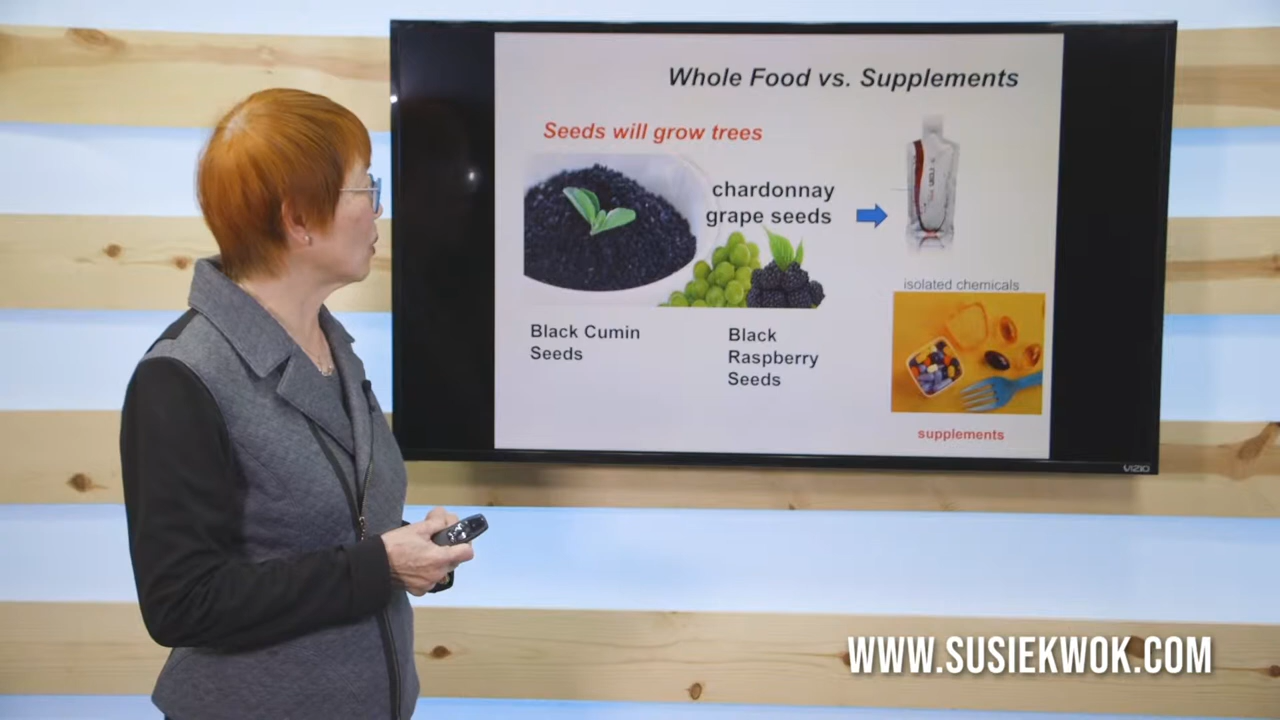 Whole Food vs. Supplements
Seeds will grow trees
chardonnay
grape seeds
isolated chemicals
Black Cumin
Seeds
Black
Raspberry
Seeds
supplements
VIZIO
WWW.SUSIEKWOK.COM